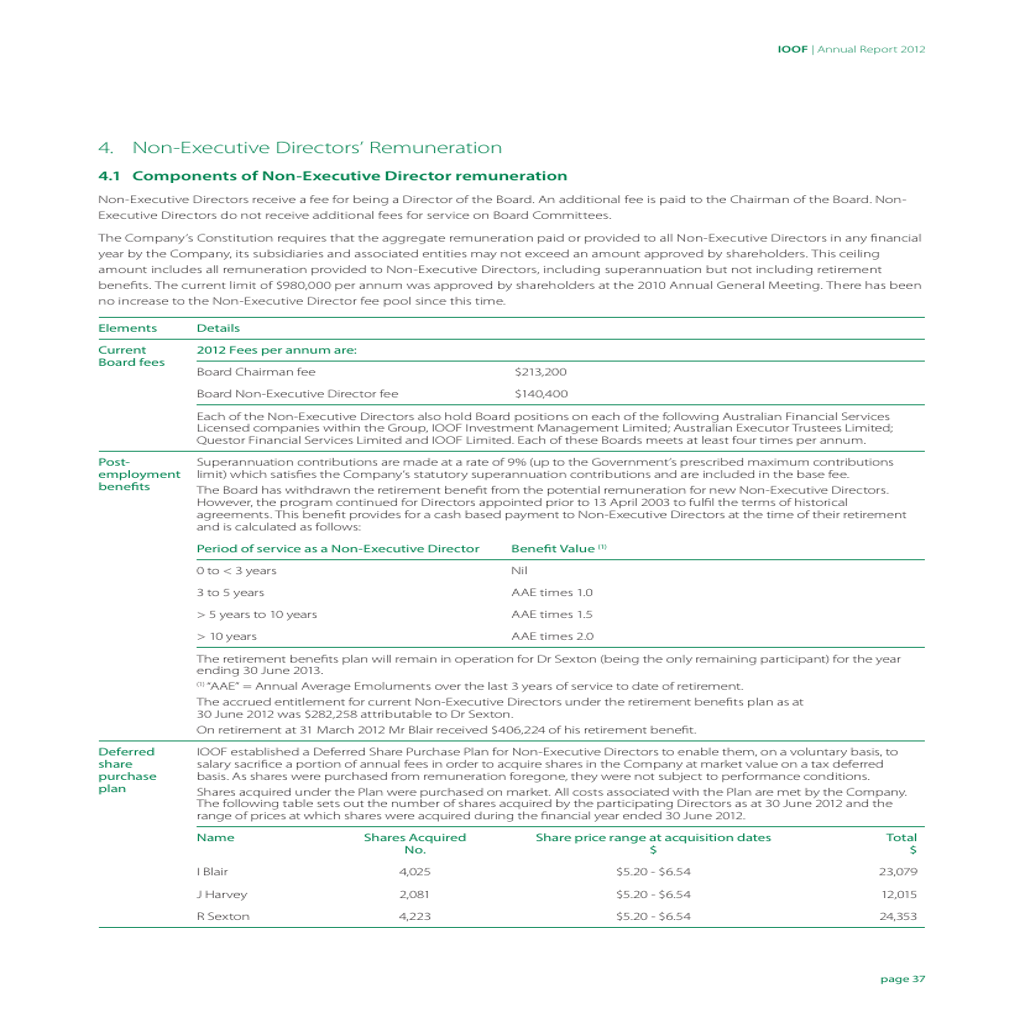 IOOF | Annual Report 2012
4. Non-Executive Directors’ Remuneration
4.1 Components of Non-Executive Director remuneration
Non-Executive Directors receive a fee for being a Director of the Board. An additional fee is paid to the Chairman of the Board. Non-
Executive Directors do not receive additional fees for service on Board Committees.
The Company’s Constitution requires that the aggregate remuneration paid or provided to all Non-Executive Directors in any financial
year by the Company, its subsidiaries and associated entities may not exceed an amount approved by shareholders. This ceiling
amount includes all remuneration provided to Non-Executive Directors, including superannuation but not including retirement
benefits. The current limit of $980,000 per annum was approved by shareholders at the 2010 Annual General Meeting. There has been
no increase to the Non-Executive Director fee pool since this time.
Elements Details
Current
Board fees
2012 Fees per annum are:
Board Chairman fee $213,200
Board Non-Executive Director fee $140,400
Each of the Non-Executive Directors also hold Board positions on each of the following Australian Financial Services
Licensed companies within the Group, IOOF Investment Management Limited; Australian Executor Trustees Limited;
Questor Financial Services Limited and IOOF Limited. Each of these Boards meets at least four times per annum.
Post-
employment
benefits
Superannuation contributions are made at a rate of 9% (up to the Government’s prescribed maximum contributions
limit) which satisfies the Company's statutory superannuation contributions and are included in the base fee.
The Board has withdrawn the retirement benefit from the potential remuneration for new Non-Executive Directors.
However, the program continued for Directors appointed prior to 13 April 2003 to fulfil the terms of historical
agreements. This benefit provides for a cash based payment to Non-Executive Directors at the time of their retirement
and is calculated as follows:
Period of service as a Non-Executive Director Benefit Value (1)
0 to < 3 years Nil
3 to 5 years AAE times 1.0
> 5 years to 10 years AAE times 1.5
> 10 years AAE times 2.0
The retirement benefits plan will remain in operation for Dr Sexton (being the only remaining participant) for the year
ending 30 June 2013.
(1) “AAE” = Annual Average Emoluments over the last 3 years of service to date of retirement.
The accrued entitlement for current Non-Executive Directors under the retirement benefits plan as at
30 June 2012 was $282,258 attributable to Dr Sexton.
On retirement at 31 March 2012 Mr Blair received $406,224 of his retirement benefit.
Deferred
share
purchase
plan
IOOF established a Deferred Share Purchase Plan for Non-Executive Directors to enable them, on a voluntary basis, to
salary sacrifice a portion of annual fees in order to acquire shares in the Company at market value on a tax deferred
basis. As shares were purchased from remuneration foregone, they were not subject to performance conditions.
Shares acquired under the Plan were purchased on market. All costs associated with the Plan are met by the Company.
The following table sets out the number of shares acquired by the participating Directors as at 30 June 2012 and the
range of prices at which shares were acquired during the financial year ended 30 June 2012.
Name Shares Acquired Share price range at acquisition dates Total
No. $ $
I Blair 4,025 $5.20 - $6.54 23,079
J Harvey 2,081 $5.20 - $6.54 12,015
R Sexton 4,223 $5.20 - $6.54 24,353
page 37